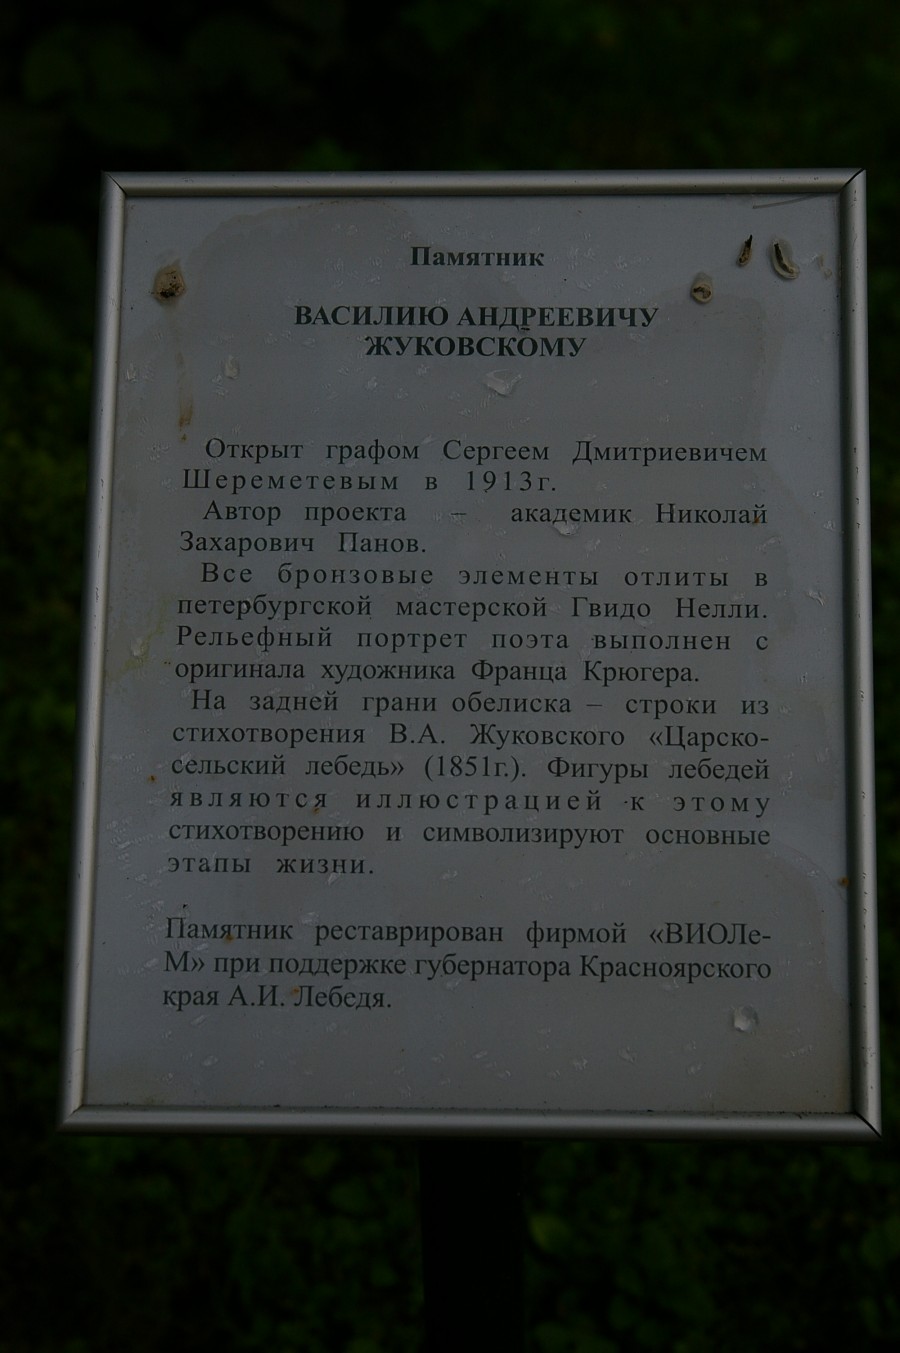 Памятник
ВАСИЛИЮ АНДРЕЕВИЧУ
ЖУКОВСКОМУ
Открыт графом Сергеем Дмитриевичем
Шереметевым в 1913г.
Автор проекта – академик Николай
Захарович Панов.
Все бронзовые элементы отлиты в
петербургской мастерской Гвидо Нелли.
Рельефный портрет поэта выполнен с
оригинала художника Франца Крюгера.
На задней грани обелиска – строки из
стихотворения В.А. Жуковского «Царско-
сельский лебедь» (1851г.). Фигуры лебедей
являются иллюстрацией к этому
стихотворению и символизируют основные
этапы жизни.
Памятник реставрирован фирмой «ВИОЛе-
М» при поддержке губернатора Красноярского
края А.И. Лебедя.